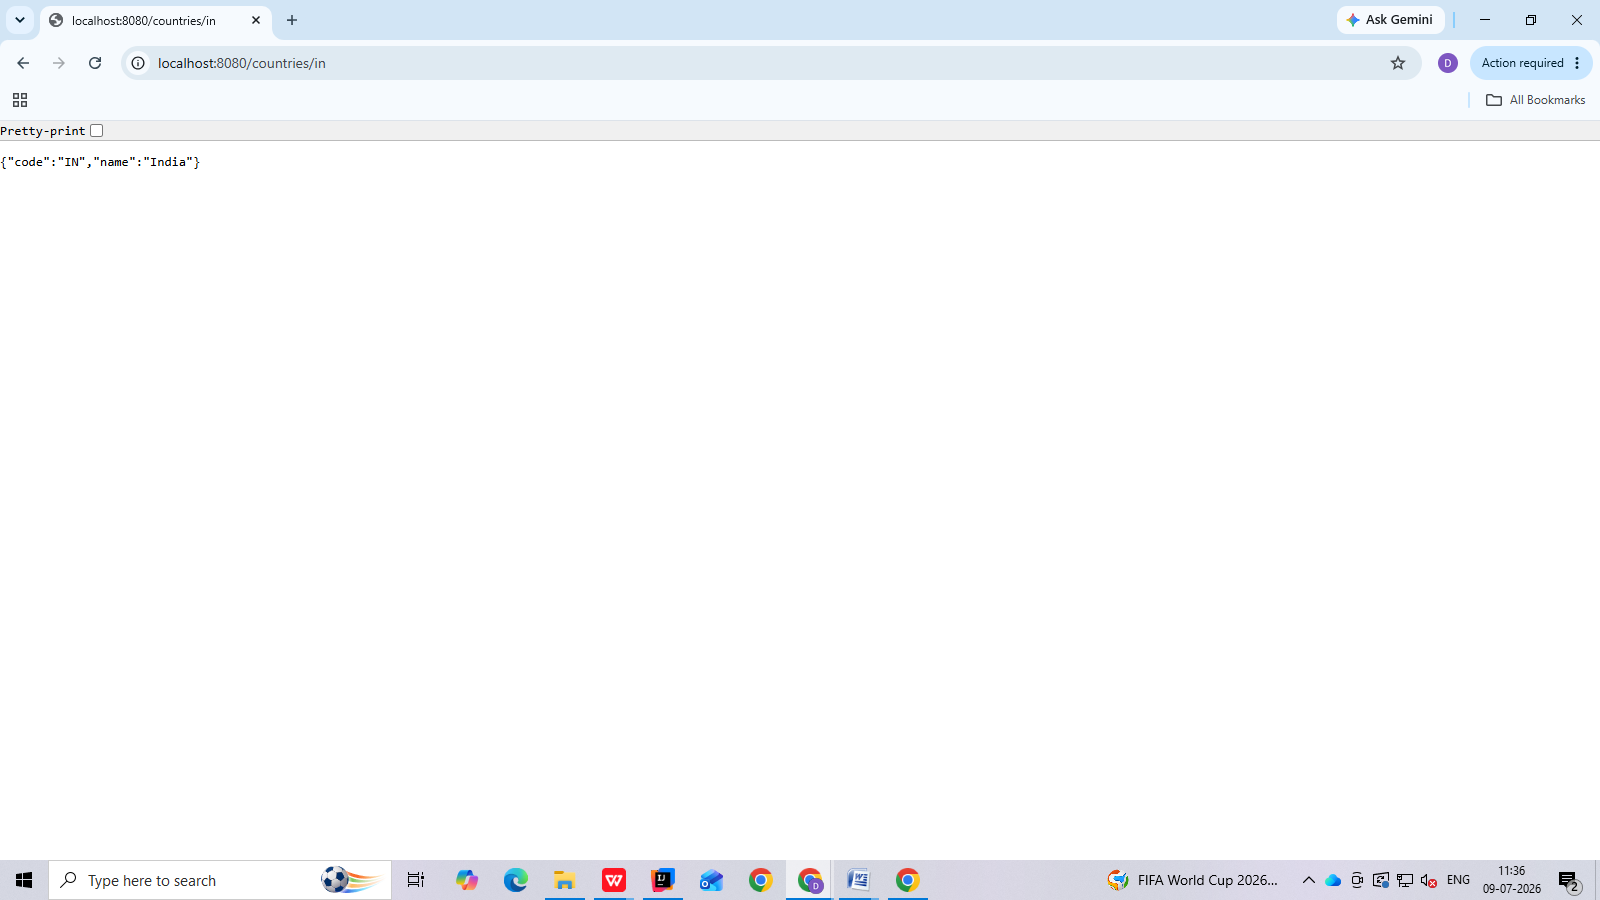 localhost:8080/countries/in
Ask Gemini
localhost:8080/countries/in
D
Action required
All Bookmarks
Pretty-print
{"code":"IN","name":"India"}
Type here to search
D
FIFA World Cup 2026...
ENG
11:36
09-07-2026
2